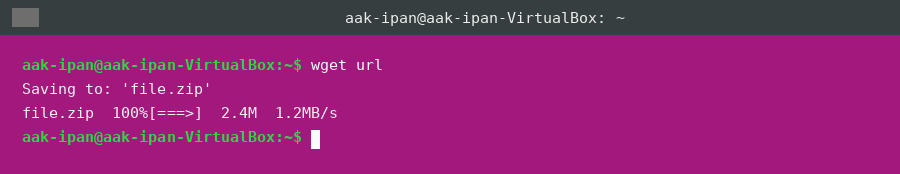 aak-ipan@aak-ipan-VirtualBox: ~
aak-ipan@aak-ipan-VirtualBox:~$ wget url
Saving to: 'file.zip'
file.zip  100%[===>]  2.4M  1.2MB/s
aak-ipan@aak-ipan-VirtualBox:~$